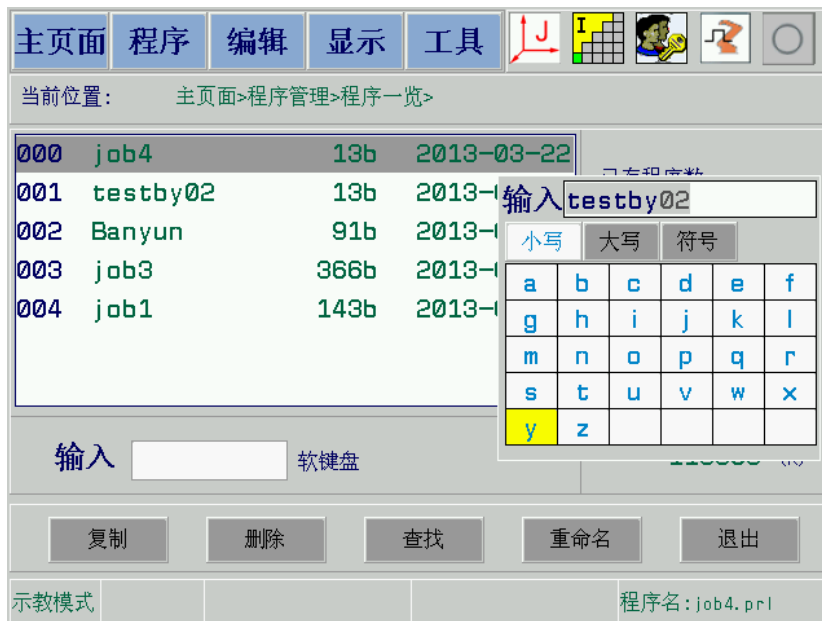 主页面 程序 编辑 显示 工具 J I
当前位置: 主页面>程序管理>程序一览>
000 job4 13b 2013-03-22
001 testby02 13b 2013-
002 Banyun 91b 2013-
003 job3 366b 2013-
004 job1 143b 2013-
输入 testby02
小写 大写 符号
a b c d e f
g h i j k l
m n o p q r
s t u v w x
y z
输入 软键盘
复制 删除 查找 重命名 退出
示教模式 程序名:job4.prl